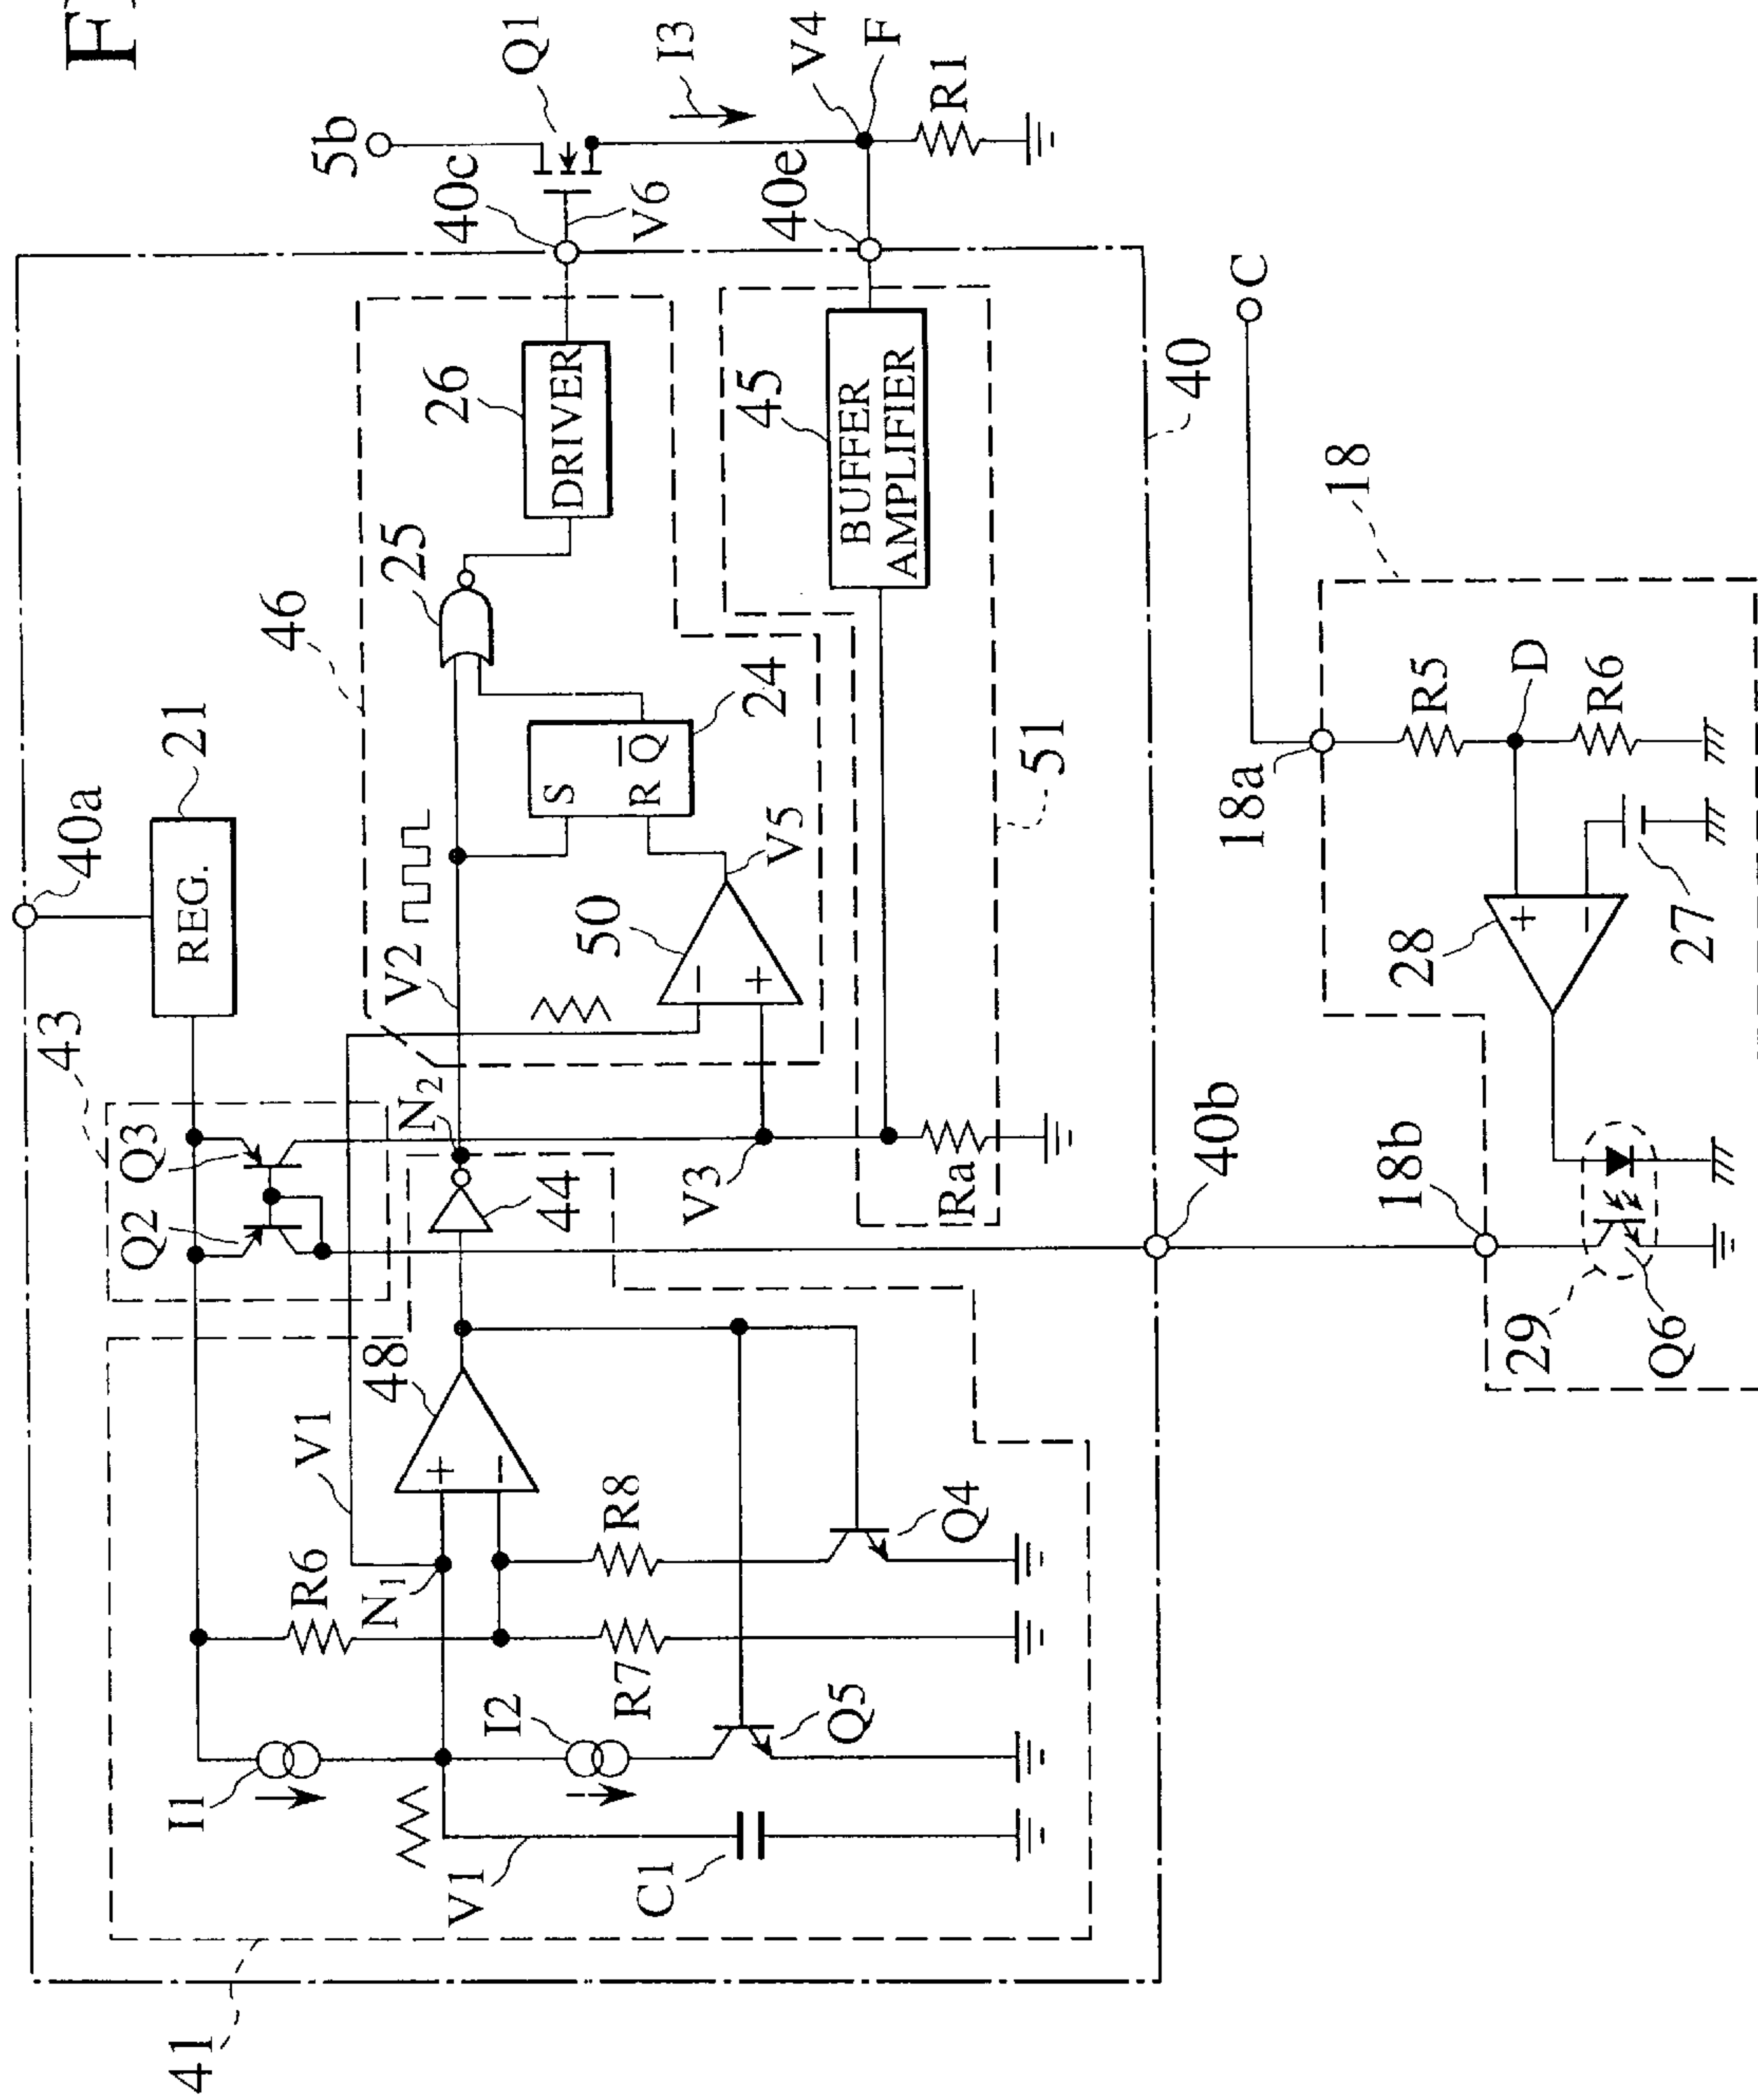 F
5b
Q1
I3
V4
F
R1
40c
V6
40e
C
40
26
DRIVER
45
BUFFER
AMPLIFIER
25
46
18
24
S
R
Q̅
51
R5
D
R6
18a
21
40a
REG.
V2
50
−
+
V5
28
+
−
27
43
Q3
Q2
N2
44
V3
Ra
40b
18b
29
Q6
V1
48
+
−
R6
N1
R8
Q4
R7
I1
I2
Q5
V1
C1
41